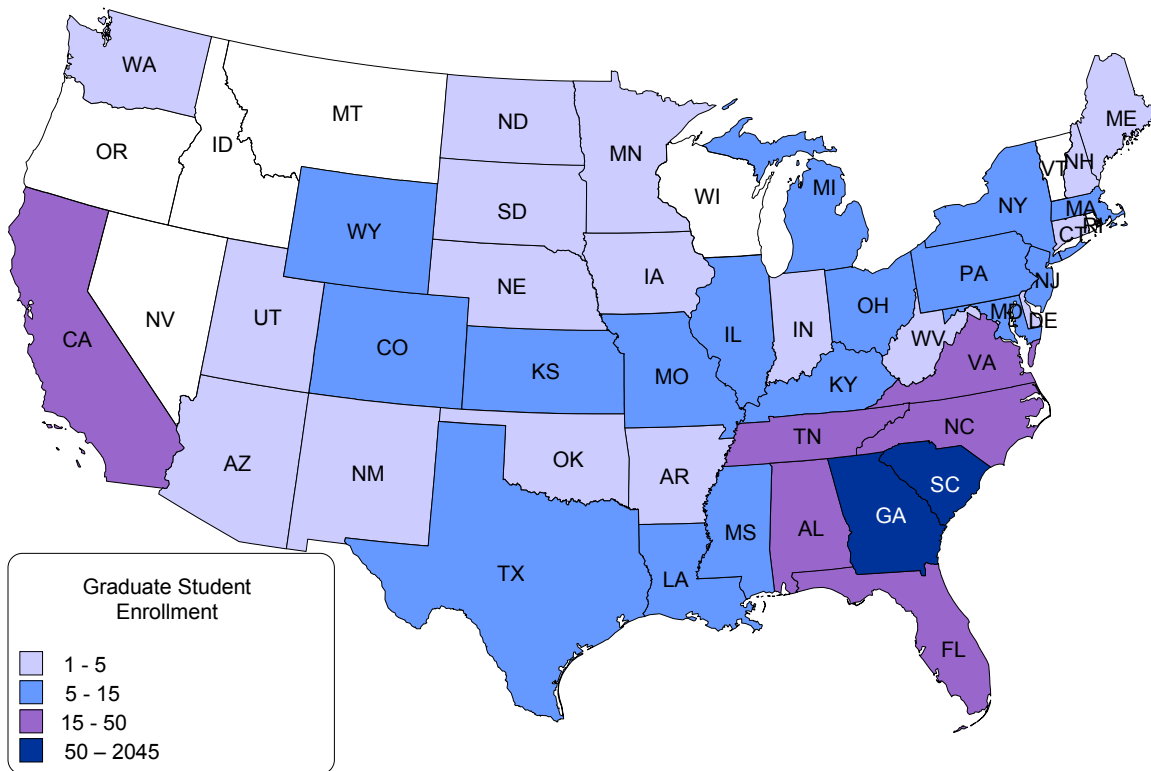 WA
MT
ND
MN
ME
OR
ID
VT
NH
WI
MI
SD
NY
MA
RI
CT
WY
NE
IA
PA
NJ
NV
UT
IL
IN
OH
MD
DE
CA
CO
KS
MO
KY
WV
VA
TN
NC
AZ
NM
OK
AR
SC
MS
AL
GA
TX
LA
FL
Graduate Student
Enrollment
1 - 5
5 - 15
15 - 50
50 – 2045